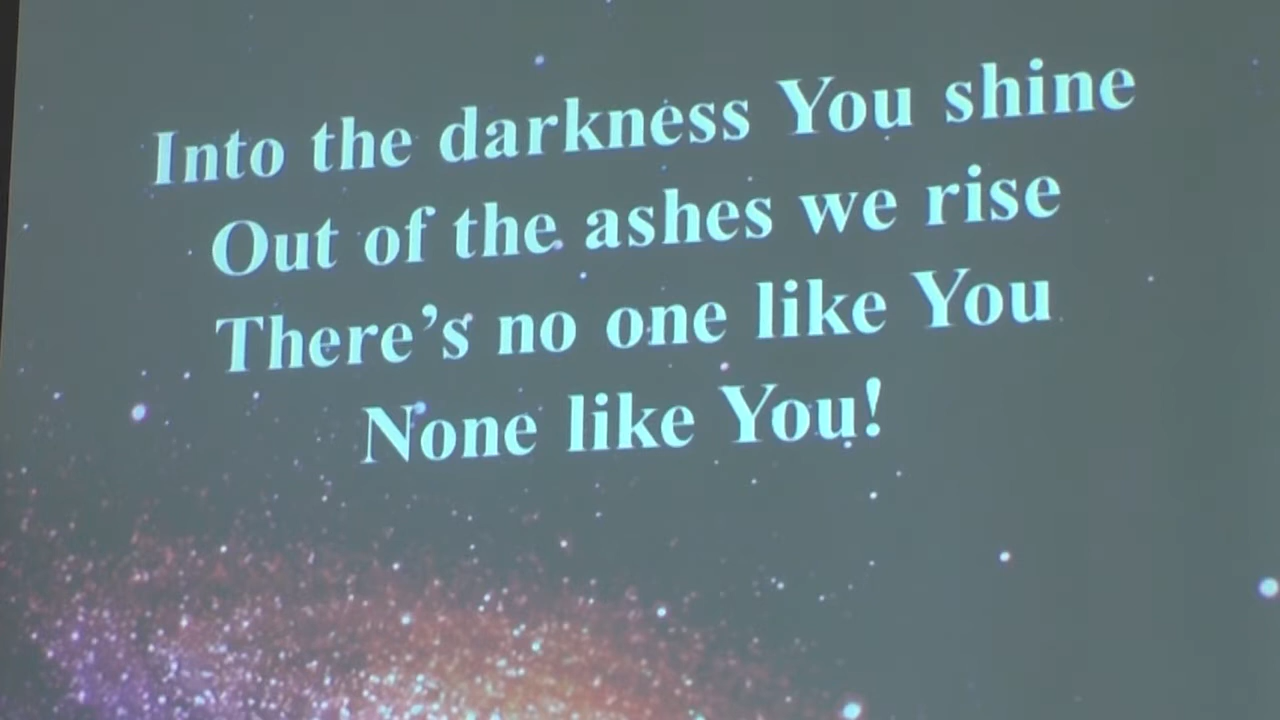 Into the darkness You shine
Out of the ashes we rise
There’s no one like You
None like You!